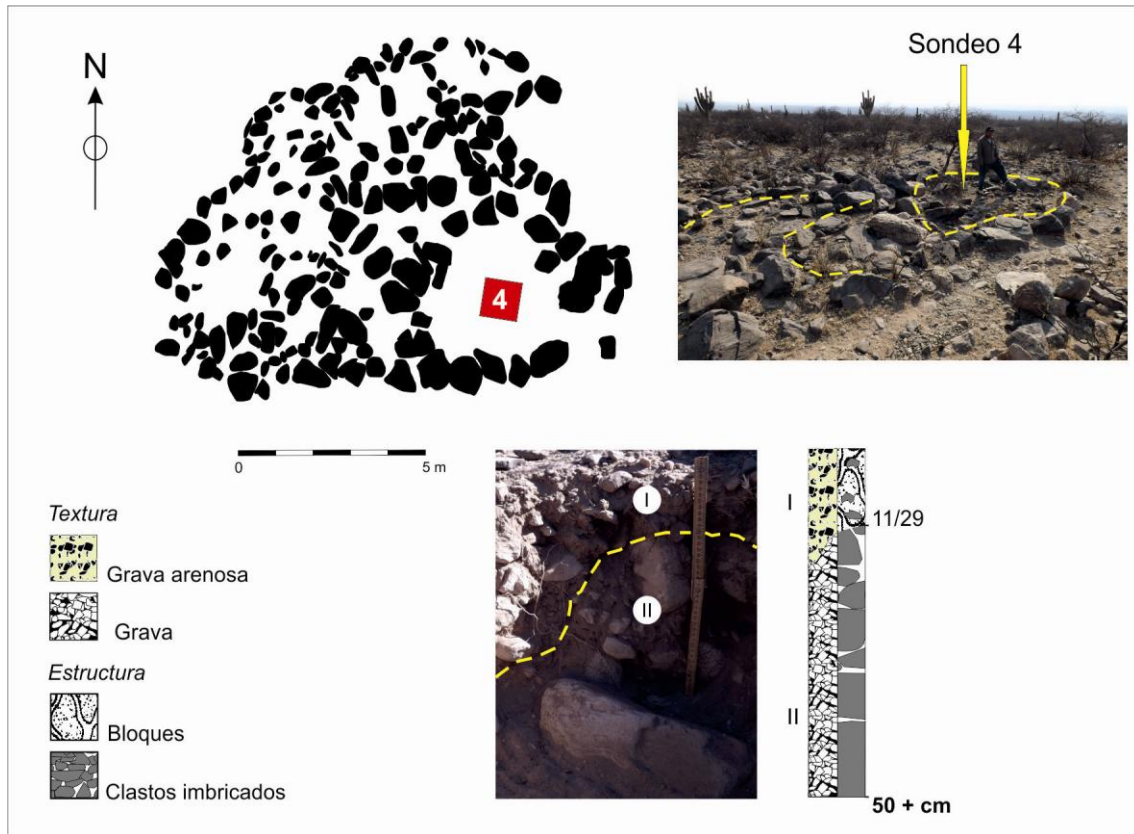 N
4
Sondeo 4
0 5 m
Textura
Grava arenosa
Grava
Estructura
Bloques
Clastos imbricados
I
II
I
11/29
II
50 + cm